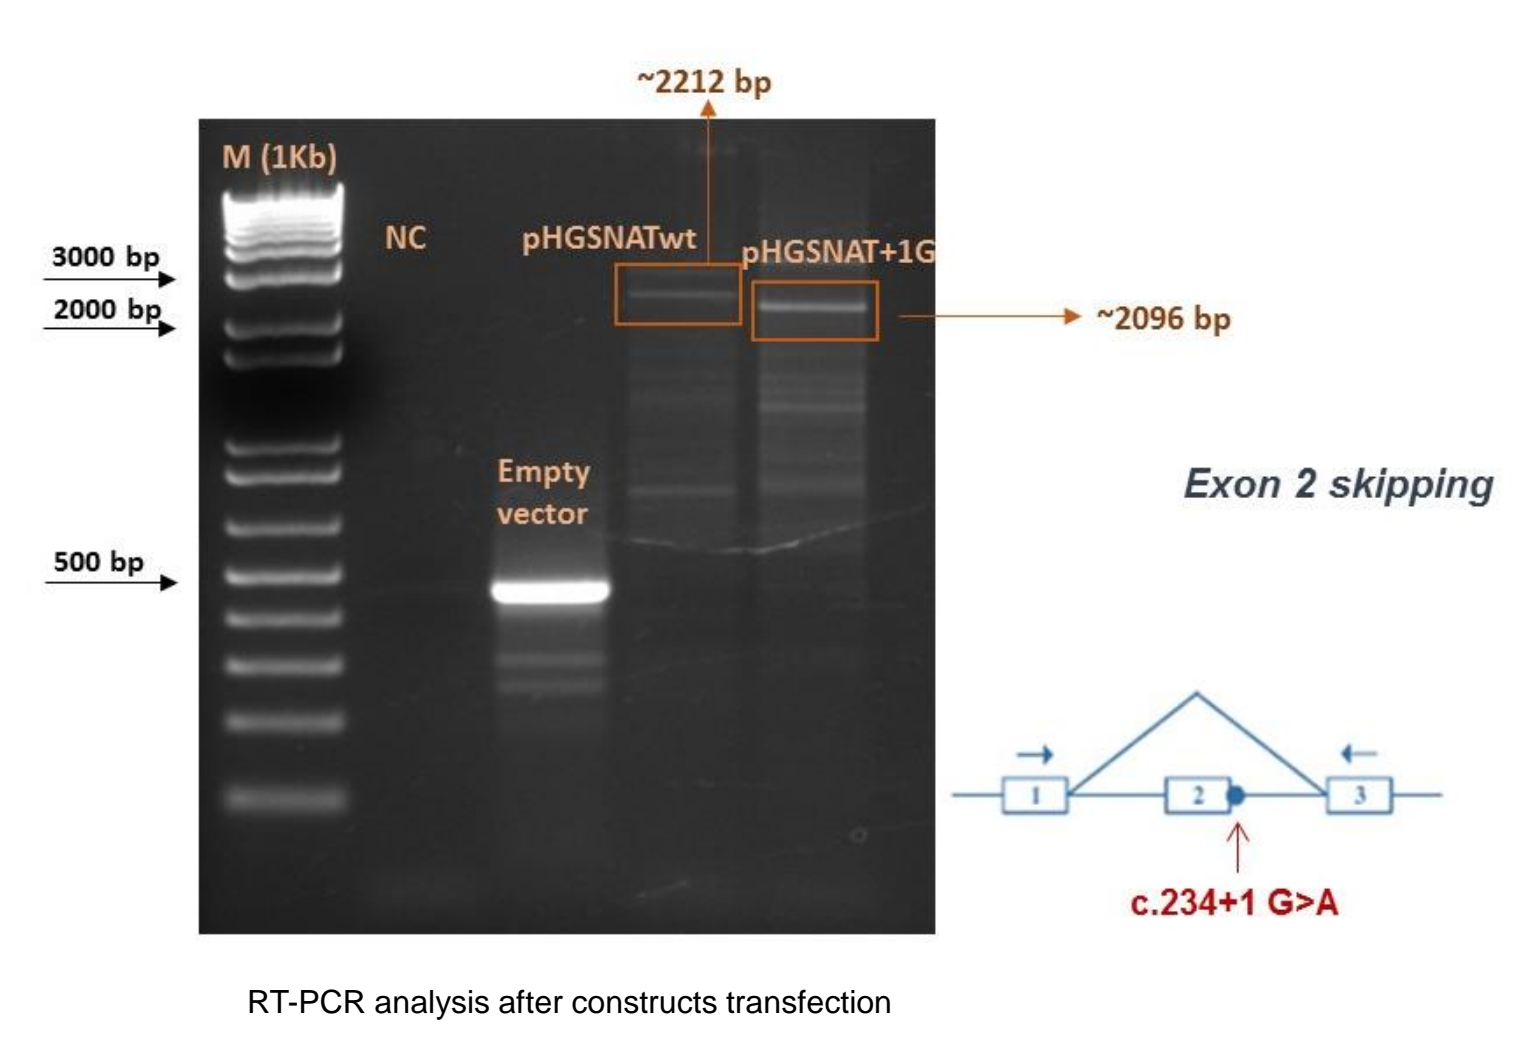 ~2212 bp
M (1Kb)
NC
pHGSNATwt
pHGSNAT+1G
3000 bp
2000 bp
~2096 bp
Empty
vector
Exon 2 skipping
500 bp
1
2
3
c.234+1 G>A
RT-PCR analysis after constructs transfection